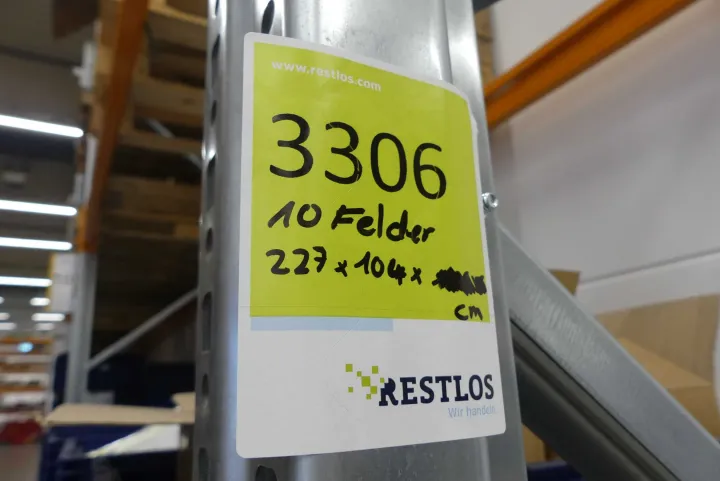 www.restlos.com
3306
10 Felder
227 x 104 x
cm
RESTLOS
Wir handeln.